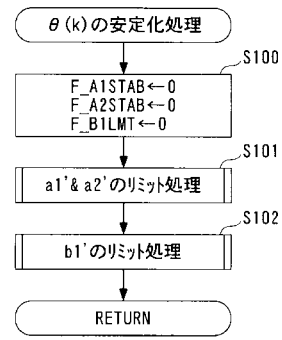 θ(k)の安定化処理
S100
F_A1STAB←0
F_A2STAB←0
F_B1LMT←0
S101
a1'& a2'のリミット処理
S102
b1'のリミット処理
RETURN